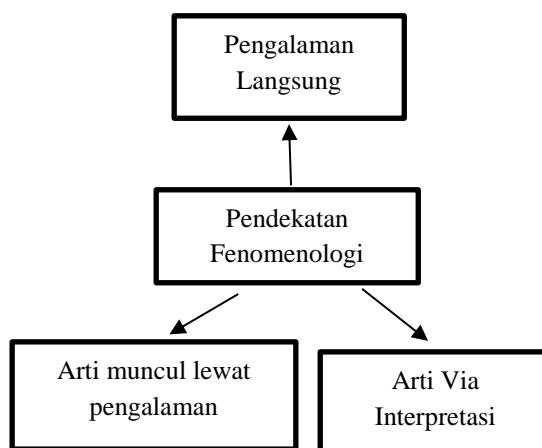 Pengalaman
Langsung
Pendekatan
Fenomenologi
Arti muncul lewat
pengalaman
Arti Via
Interpretasi